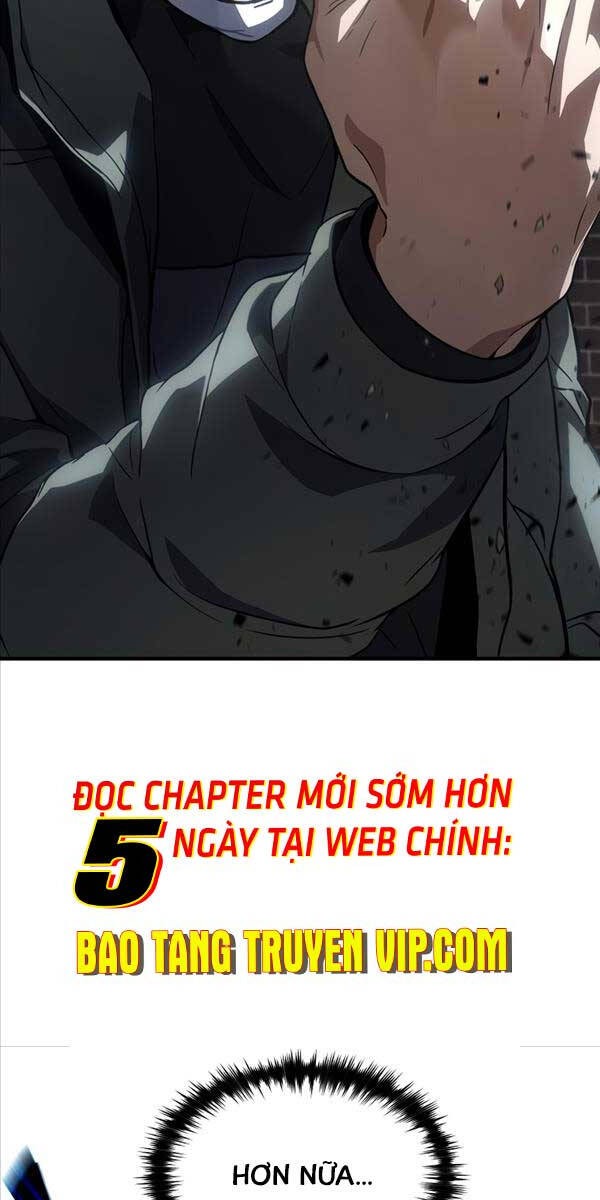 ĐỌC CHAPTER MỚI SỚM HƠN
5 NGÀY TẠI WEB CHÍNH:
BAO TANG TRUYEN VIP.COM
HƠN NỮA...